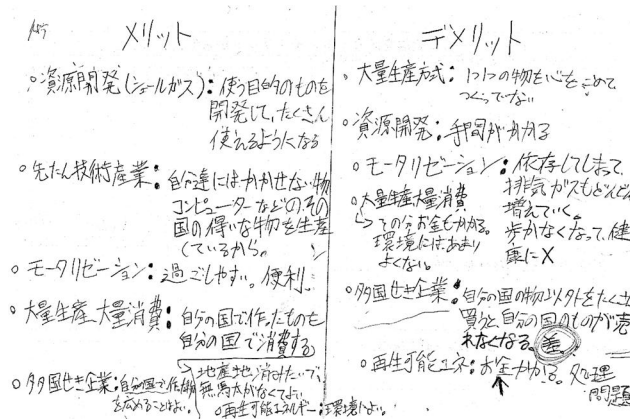 メリット
○資源開発(シェールガス):使う目的のものを
開発して、たくさん
使えるようになる
○先たん技術産業:自分達にはかかせない物
コンピューターなどの、その
国の得いな物を生産
しているから。
○モータリゼーション:過ごしやすい。便利
○大量生産、大量消費:自分の国で作ったものを
自分の国で消費する
地産地消みたいで、
無駄がなくてよい
○多国せき企業:自分国で
を広めることはよい。
○再生可能エネルギー:環境によい。
デメリット
○大量生産方式:1つ1つの物を心をこめて
つくってない
○資源開発:手間がかかる
○モータリゼーション:依存してしまって、
排気ガスもどんどん
増えていく。
歩かなくなって、健
康に×
○大量生産大量消費
→その分お金もかかる。
環境にはあまり
よくない。
○多国せき企業:自分の国の物以外をたくさん
買うと、自分の国のものが売
れなくなる。差
○再生可能エネ:お金かかる。処理
問題